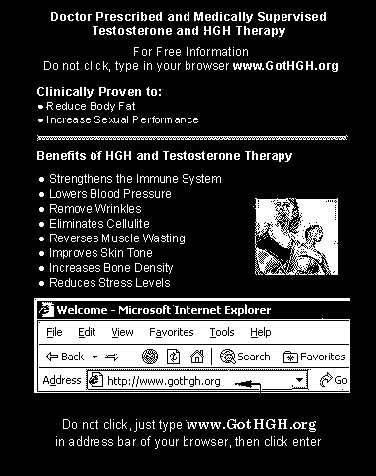 Doctor Prescribed and Medically Supervised
Testosterone and HGH Therapy
For Free Information
Do not click, type in your browser www.GotHGH.org
Clinically Proven to:
● Reduce Body Fat
● Increase Sexual Performance
Benefits of HGH and Testosterone Therapy
● Strengthens the Immune System
● Lowers Blood Pressure
● Remove Wrinkles
● Eliminates Cellulite
● Reverses Muscle Wasting
● Improves Skin Tone
● Increases Bone Density
● Reduces Stress Levels
Welcome - Microsoft Internet Explorer
File Edit View Favorites Tools Help
Back Search Favorites
Address http://www.gothgh.org Go
Do not click, just type www.GotHGH.org
in address bar of your browser, then click enter